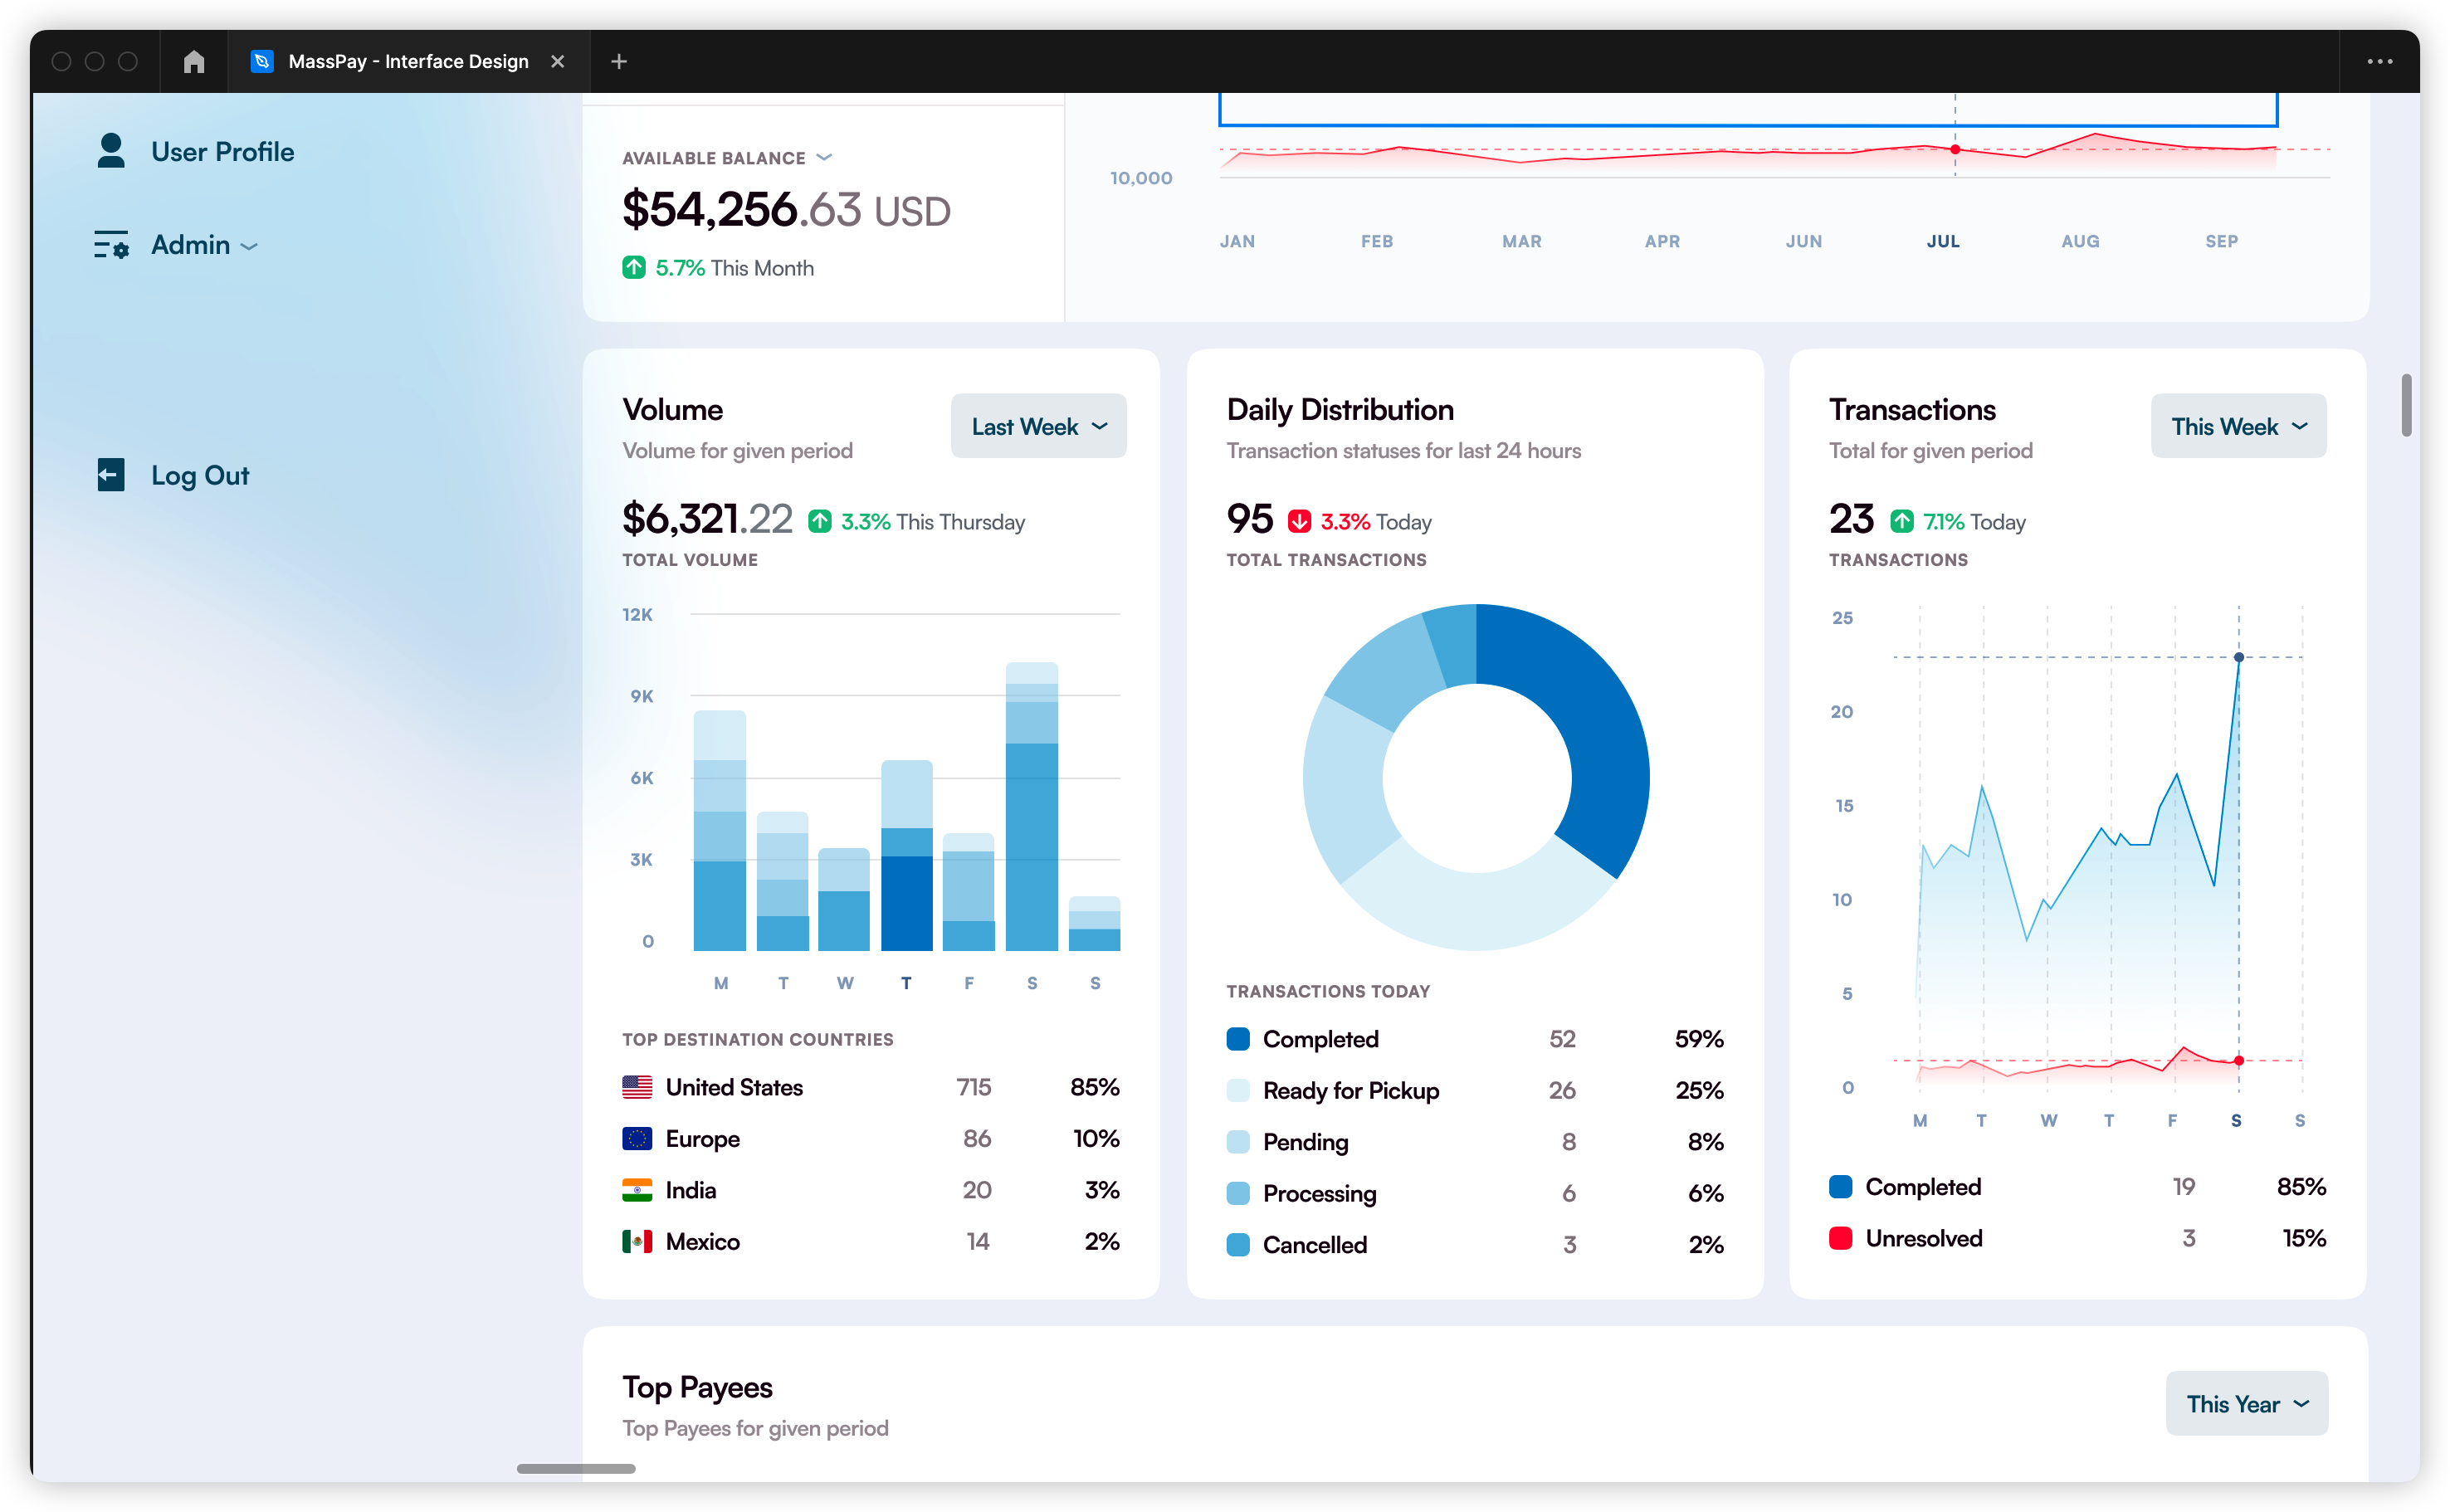 MassPay - Interface Design
User Profile
Admin
Log Out
AVAILABLE BALANCE
$54,256.63 USD
5.7% This Month
10,000
JAN FEB MAR APR JUN JUL AUG SEP
Volume
Volume for given period
Last Week
$6,321.22 3.3% This Thursday
TOTAL VOLUME
12K
9K
6K
3K
0
M T W T F S S
TOP DESTINATION COUNTRIES
United States 715 85%
Europe 86 10%
India 20 3%
Mexico 14 2%
Daily Distribution
Transaction statuses for last 24 hours
95 3.3% Today
TOTAL TRANSACTIONS
TRANSACTIONS TODAY
Completed 52 59%
Ready for Pickup 26 25%
Pending 8 8%
Processing 6 6%
Cancelled 3 2%
Transactions
Total for given period
This Week
23 7.1% Today
TRANSACTIONS
25
20
15
10
5
0
M T W T F S S
Completed 19 85%
Unresolved 3 15%
Top Payees
Top Payees for given period
This Year